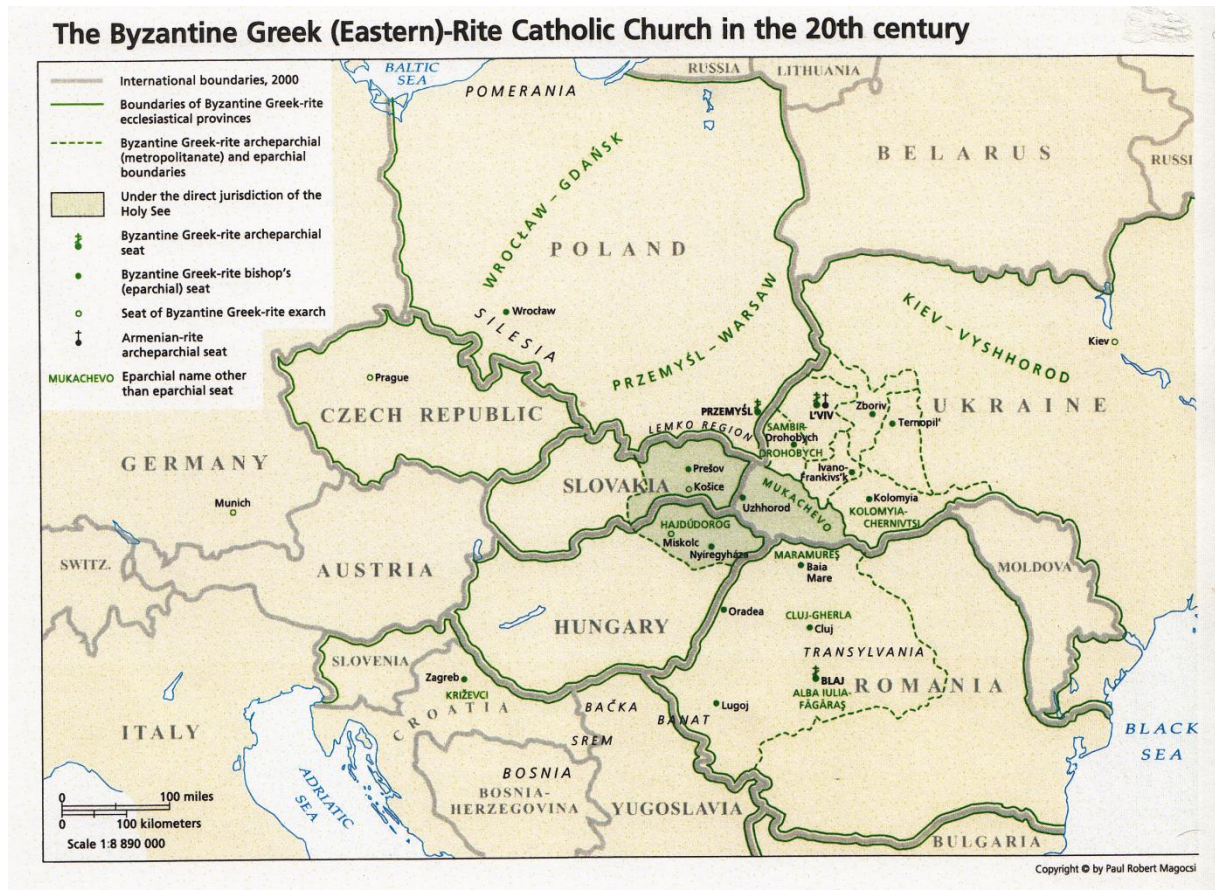 The Byzantine Greek (Eastern)-Rite Catholic Church in the 20th century
International boundaries, 2000
Boundaries of Byzantine Greek-rite
ecclesiastical provinces
Byzantine Greek-rite archeparchial
(metropolitanate) and eparchial
boundaries
Under the direct jurisdiction of the
Holy See
Byzantine Greek-rite archeparchial
seat
Byzantine Greek-rite bishop's
(eparchial) seat
Seat of Byzantine Greek-rite exarch
Armenian-rite
archeparchial seat
MUKACHEVO Eparchial name other
than eparchial seat
BALTIC
SEA
POMERANIA
RUSSIA
LITHUANIA
BELARUS
RUSSI
WROCŁAW – GDAŃSK
POLAND
Wrocław
SILESIA
PRZEMYŚL – WARSAW
KIEV – VYSHHOROD
Kiev
Prague
CZECH REPUBLIC
PRZEMYŚL
LEMKO REGION
L'VIV
SAMBIR-
Drohobych
DROHOBYCH
Zboriv
Ternopil'
UKRAINE
Ivano-
Frankivs'k
Kolomyia
KOLOMYIA-
CHERNIVTSI
GERMANY
Munich
SLOVAKIA
Prešov
Košice
Uzhhorod
MUKACHEVO
HAJDÚDOROG
Miskolc
Nyíregyháza
MARAMUREŞ
Baia
Mare
SWITZ.
AUSTRIA
MOLDOVA
HUNGARY
Oradea
CLUJ-GHERLA
Cluj
TRANSYLVANIA
BLAJ
ALBA IULIA-
FĂGĂRAŞ
ROMANIA
Lugoj
SLOVENIA
Zagreb
KRIŽEVCI
CROATIA
BAČKA
BANAT
SREM
BOSNIA
BOSNIA-
HERZEGOVINA
YUGOSLAVIA
ITALY
ADRIATIC
SEA
BLACK
SEA
BULGARIA
0 100 miles
0 100 kilometers
Scale 1:8 890 000
Copyright © by Paul Robert Magocsi